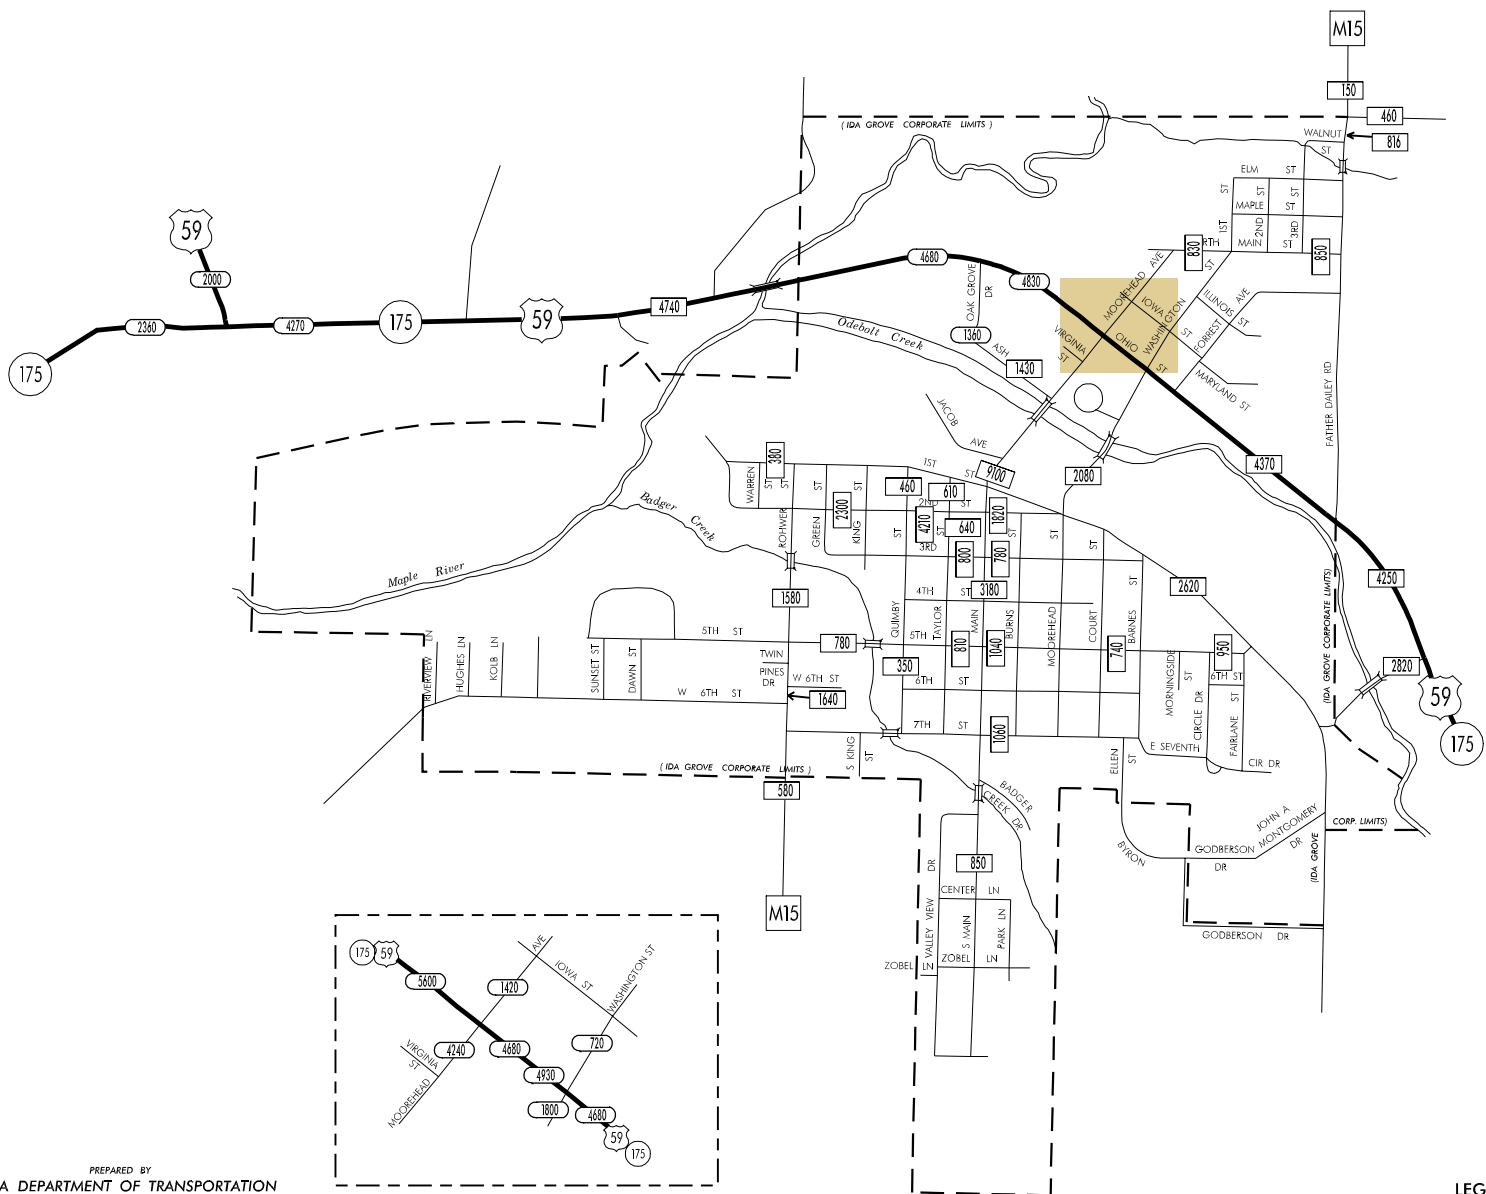 M15
150
460
( IDA GROVE CORPORATE LIMITS )
WALNUT
ST
816
ELM ST
MAPLE ST
MAIN ST
RTH
1ST ST
2ND ST
3RD ST
830
850
59
2000
4680
4830
OAK GROVE
DR
MOOREHEAD AVE
IOWA
ST
WASHINGTON
ST
ILLINOIS ST
FORREST AVE
VIRGINIA
ST
OHIO
ST
MARYLAND ST
4740
59
175
4270
2360
175
Odebolt Creek
1360
ASH
1430
JACOB
AVE
FATHER DAILEY RD
4370
9100
2080
380
1ST
ST
WARREN
ST
ROHWER
ST
GREEN
ST
KING
ST
2300
460
610
2ND ST
4210
640
1820
3RD
ST
800
780
Badger
Creek
Maple River
1580
4TH ST
3180
2620
4250
QUIMBY
ST
TAYLOR
ST
MAIN
BURNS
ST
MOOREHEAD
ST
COURT
ST
BARNES
ST
5TH ST
780
5TH
810
1040
740
950
350
2820
RIVERVIEW LN
HUGHES LN
KOLB LN
SUNSET ST
DAWN ST
TWIN
PINES
DR
W 6TH ST
W 6TH ST
1640
6TH ST
MORNINGSIDE
ST
6TH ST
CIRCLE DR
FAIRLANE ST
59
175
7TH ST
1060
S KING
ST
ELLEN
ST
E SEVENTH
CIR DR
( IDA GROVE CORPORATE LIMITS )
(IDA GROVE CORPORATE LIMITS)
580
BADGER
CREEK DR
850
BYRON
GODBERSON
DR
JOHN A
MONTGOMERY
DR
(IDA GROVE
CORP. LIMITS)
GODBERSON DR
M15
CENTER LN
VALLEY VIEW DR
S MAIN
PARK LN
ZOBEL LN
ZOBEL LN
175
59
5600
1420
AVE
IOWA ST
WASHINGTON ST
VIRGINIA
ST
4240
4680
720
4930
MOOREHEAD
1800
4680
59
175
PREPARED BY
A DEPARTMENT OF TRANSPORTATION
LEG